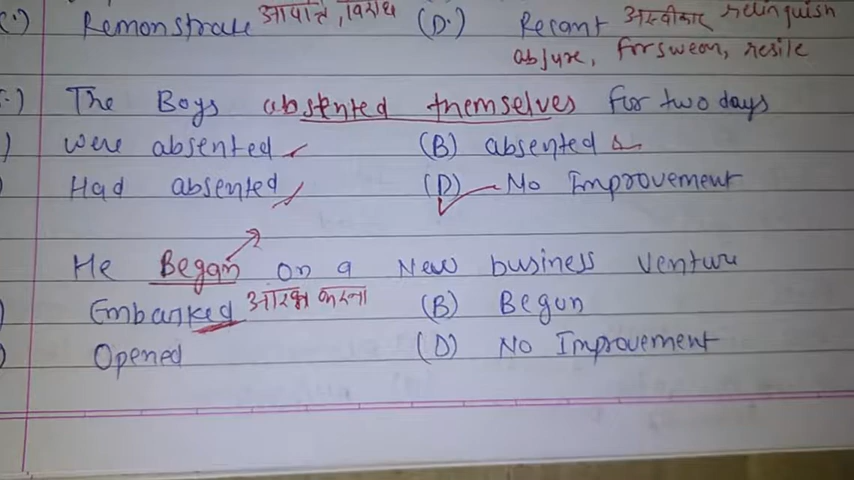 (c.) Remonstrate आपत्ति, विरोध (D.) Recant अस्वीकार relinquish
abjure, forswear, resile
The Boys absented themselves for two days
) were absented (B) absented
) Had absented (D) No Improvement
He Began on a New business venture
) Embarked आरम्भ करना (B) Begun
) Opened (D) No Improvement